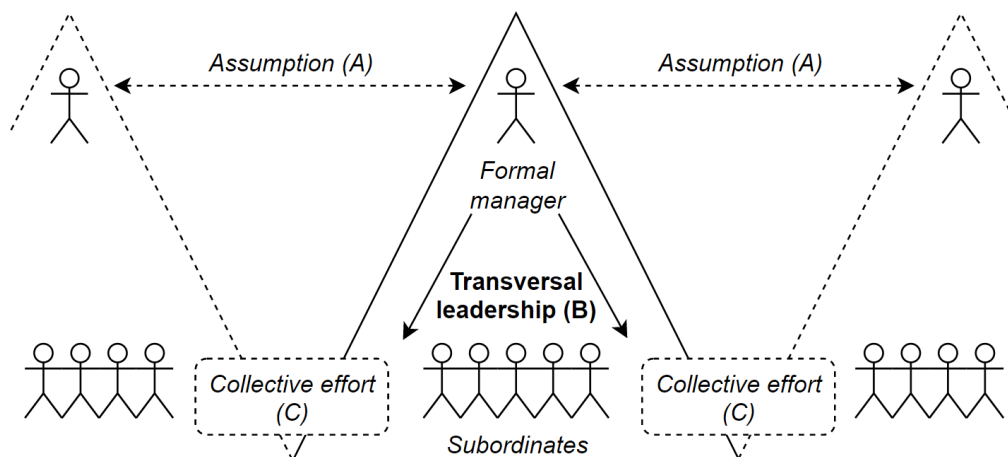 Assumption (A)
Assumption (A)
Formal
manager
Transversal
leadership (B)
Collective effort
(C)
Collective effort
(C)
Subordinates